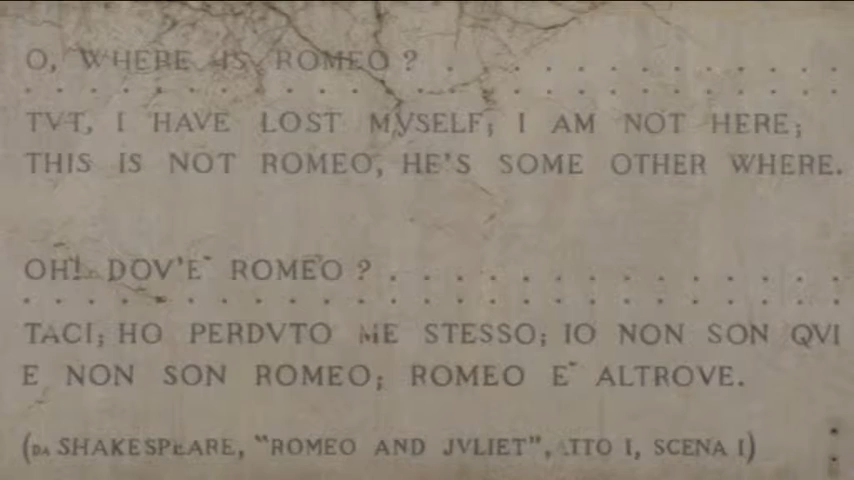 O, WHERE IS ROMEO ? . . . . . . . . . . . . . .
. . . . . . . . . . . . . . . . . . . . . . . . . .
TVT, I HAVE LOST MYSELF; I AM NOT HERE;
THIS IS NOT ROMEO, HE'S SOME OTHER WHERE.
OH! DOV'E` ROMEO ? . . . . . . . . . . . . . . . .
. . . . . . . . . . . . . . . . . . . . . . . . . .
TACI; HO PERDVTO ME STESSO; IO NON SON QVI
E NON SON ROMEO; ROMEO E` ALTROVE.
(DA SHAKESPEARE, "ROMEO AND JVLIET", ATTO I, SCENA I)